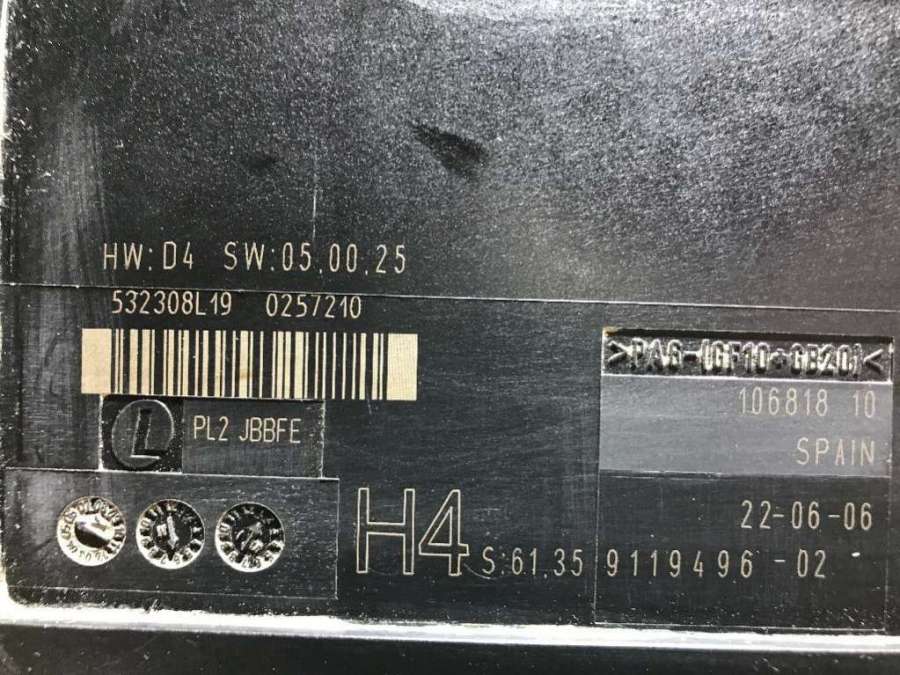 HW:D4 SW:05.00.25
532308L19 0257210
>PA6-(GF10+GB20)<
106818 10
L PL2 JBBFE
SPAIN
22-06-06
H4 S:61.35 9119496-02